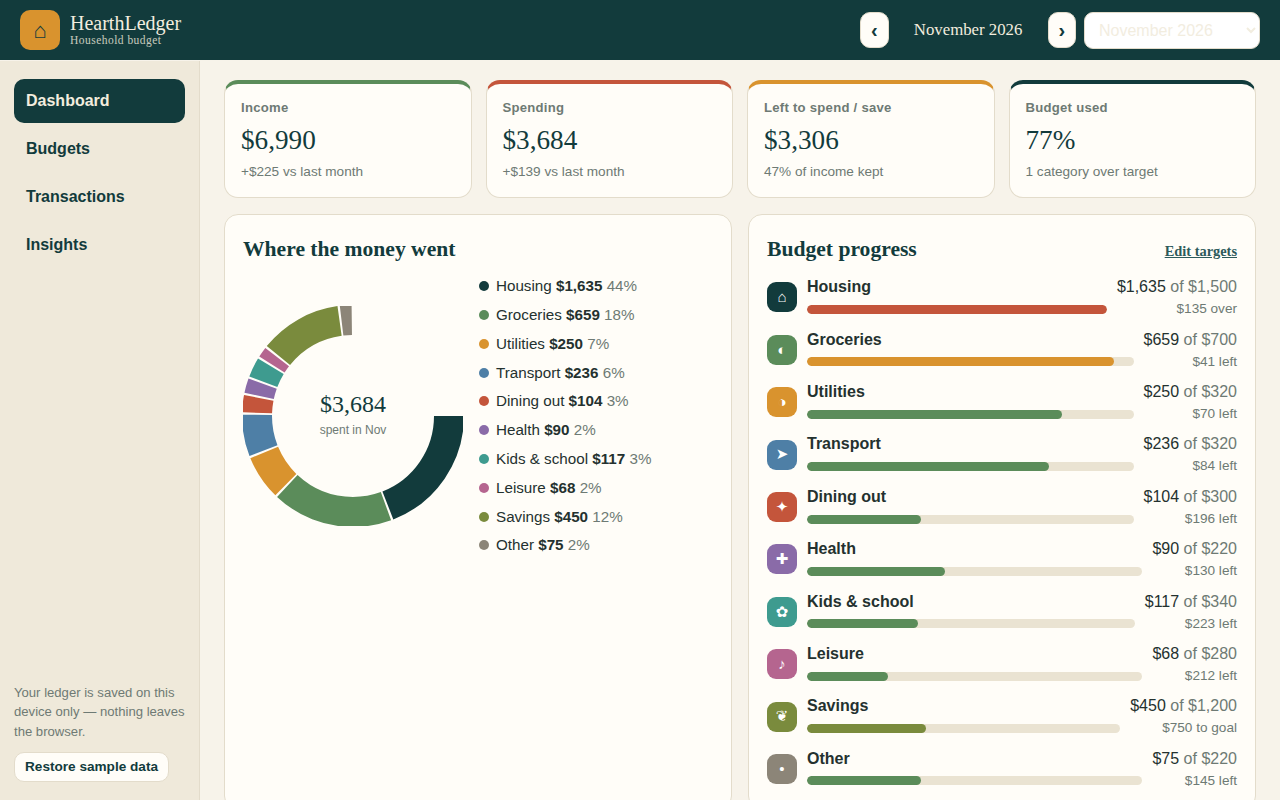 HearthLedger
Household budget
‹
November 2026
›
November 2026
Dashboard
Budgets
Transactions
Insights
Your ledger is saved on this
device only — nothing leaves
the browser.
Restore sample data
Income
$6,990
+$225 vs last month
Spending
$3,684
+$139 vs last month
Left to spend / save
$3,306
47% of income kept
Budget used
77%
1 category over target
Where the money went
$3,684
spent in Nov
Housing $1,635 44%
Groceries $659 18%
Utilities $250 7%
Transport $236 6%
Dining out $104 3%
Health $90 2%
Kids & school $117 3%
Leisure $68 2%
Savings $450 12%
Other $75 2%
Budget progress
Edit targets
Housing $1,635 of $1,500
$135 over
Groceries $659 of $700
$41 left
Utilities $250 of $320
$70 left
Transport $236 of $320
$84 left
Dining out $104 of $300
$196 left
Health $90 of $220
$130 left
Kids & school $117 of $340
$223 left
Leisure $68 of $280
$212 left
Savings $450 of $1,200
$750 to goal
Other $75 of $220
$145 left